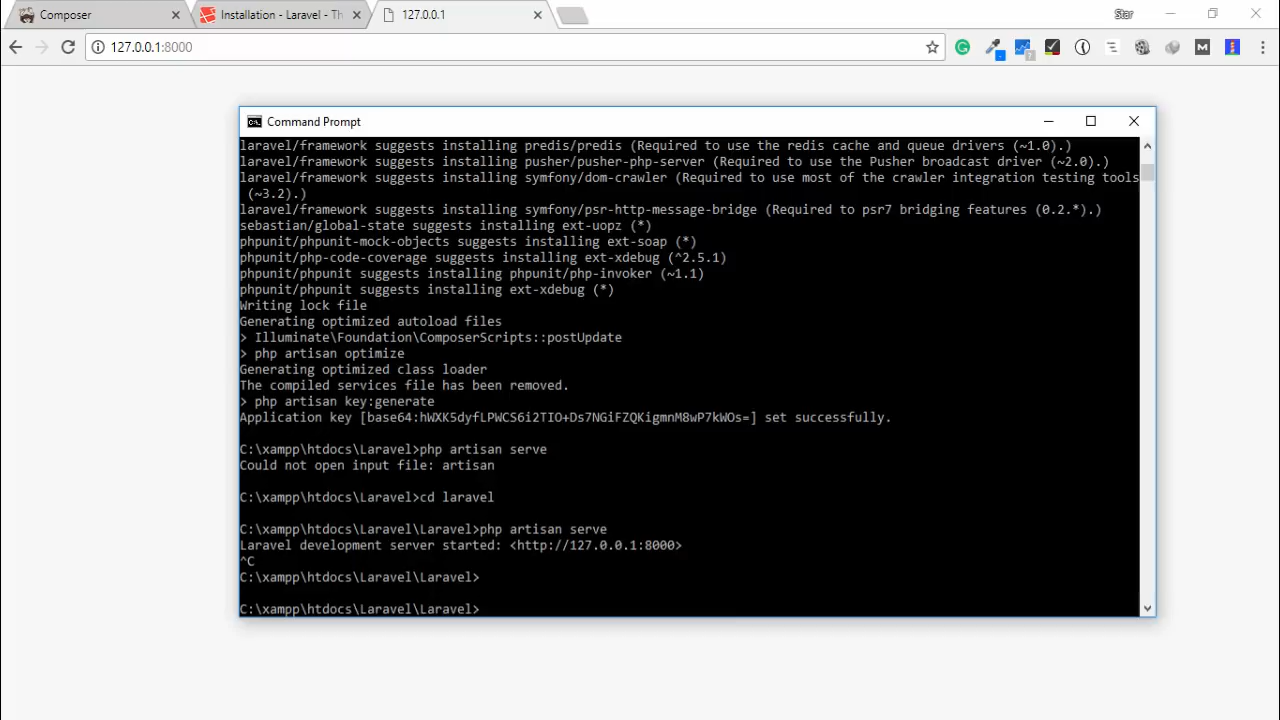 Composer
Installation - Laravel - Th
127.0.0.1
Star
127.0.0.1:8000
Command Prompt
laravel/framework suggests installing predis/predis (Required to use the redis cache and queue drivers (~1.0).)
laravel/framework suggests installing pusher/pusher-php-server (Required to use the Pusher broadcast driver (~2.0).)
laravel/framework suggests installing symfony/dom-crawler (Required to use most of the crawler integration testing tools
(~3.2).)
laravel/framework suggests installing symfony/psr-http-message-bridge (Required to psr7 bridging features (0.2.*).)
sebastian/global-state suggests installing ext-uopz (*)
phpunit/phpunit-mock-objects suggests installing ext-soap (*)
phpunit/php-code-coverage suggests installing ext-xdebug (^2.5.1)
phpunit/phpunit suggests installing phpunit/php-invoker (~1.1)
phpunit/phpunit suggests installing ext-xdebug (*)
Writing lock file
Generating optimized autoload files
> Illuminate\Foundation\ComposerScripts::postUpdate
> php artisan optimize
Generating optimized class loader
The compiled services file has been removed.
> php artisan key:generate
Application key [base64:hWXK5dyfLPWCS6i2TIO+Ds7NGiFZQKigmnM8wP7kWOs=] set successfully.
C:\xampp\htdocs\Laravel>php artisan serve
Could not open input file: artisan
C:\xampp\htdocs\Laravel>cd laravel
C:\xampp\htdocs\Laravel\Laravel>php artisan serve
Laravel development server started: <http://127.0.0.1:8000>
^C
C:\xampp\htdocs\Laravel\Laravel>
C:\xampp\htdocs\Laravel\Laravel>